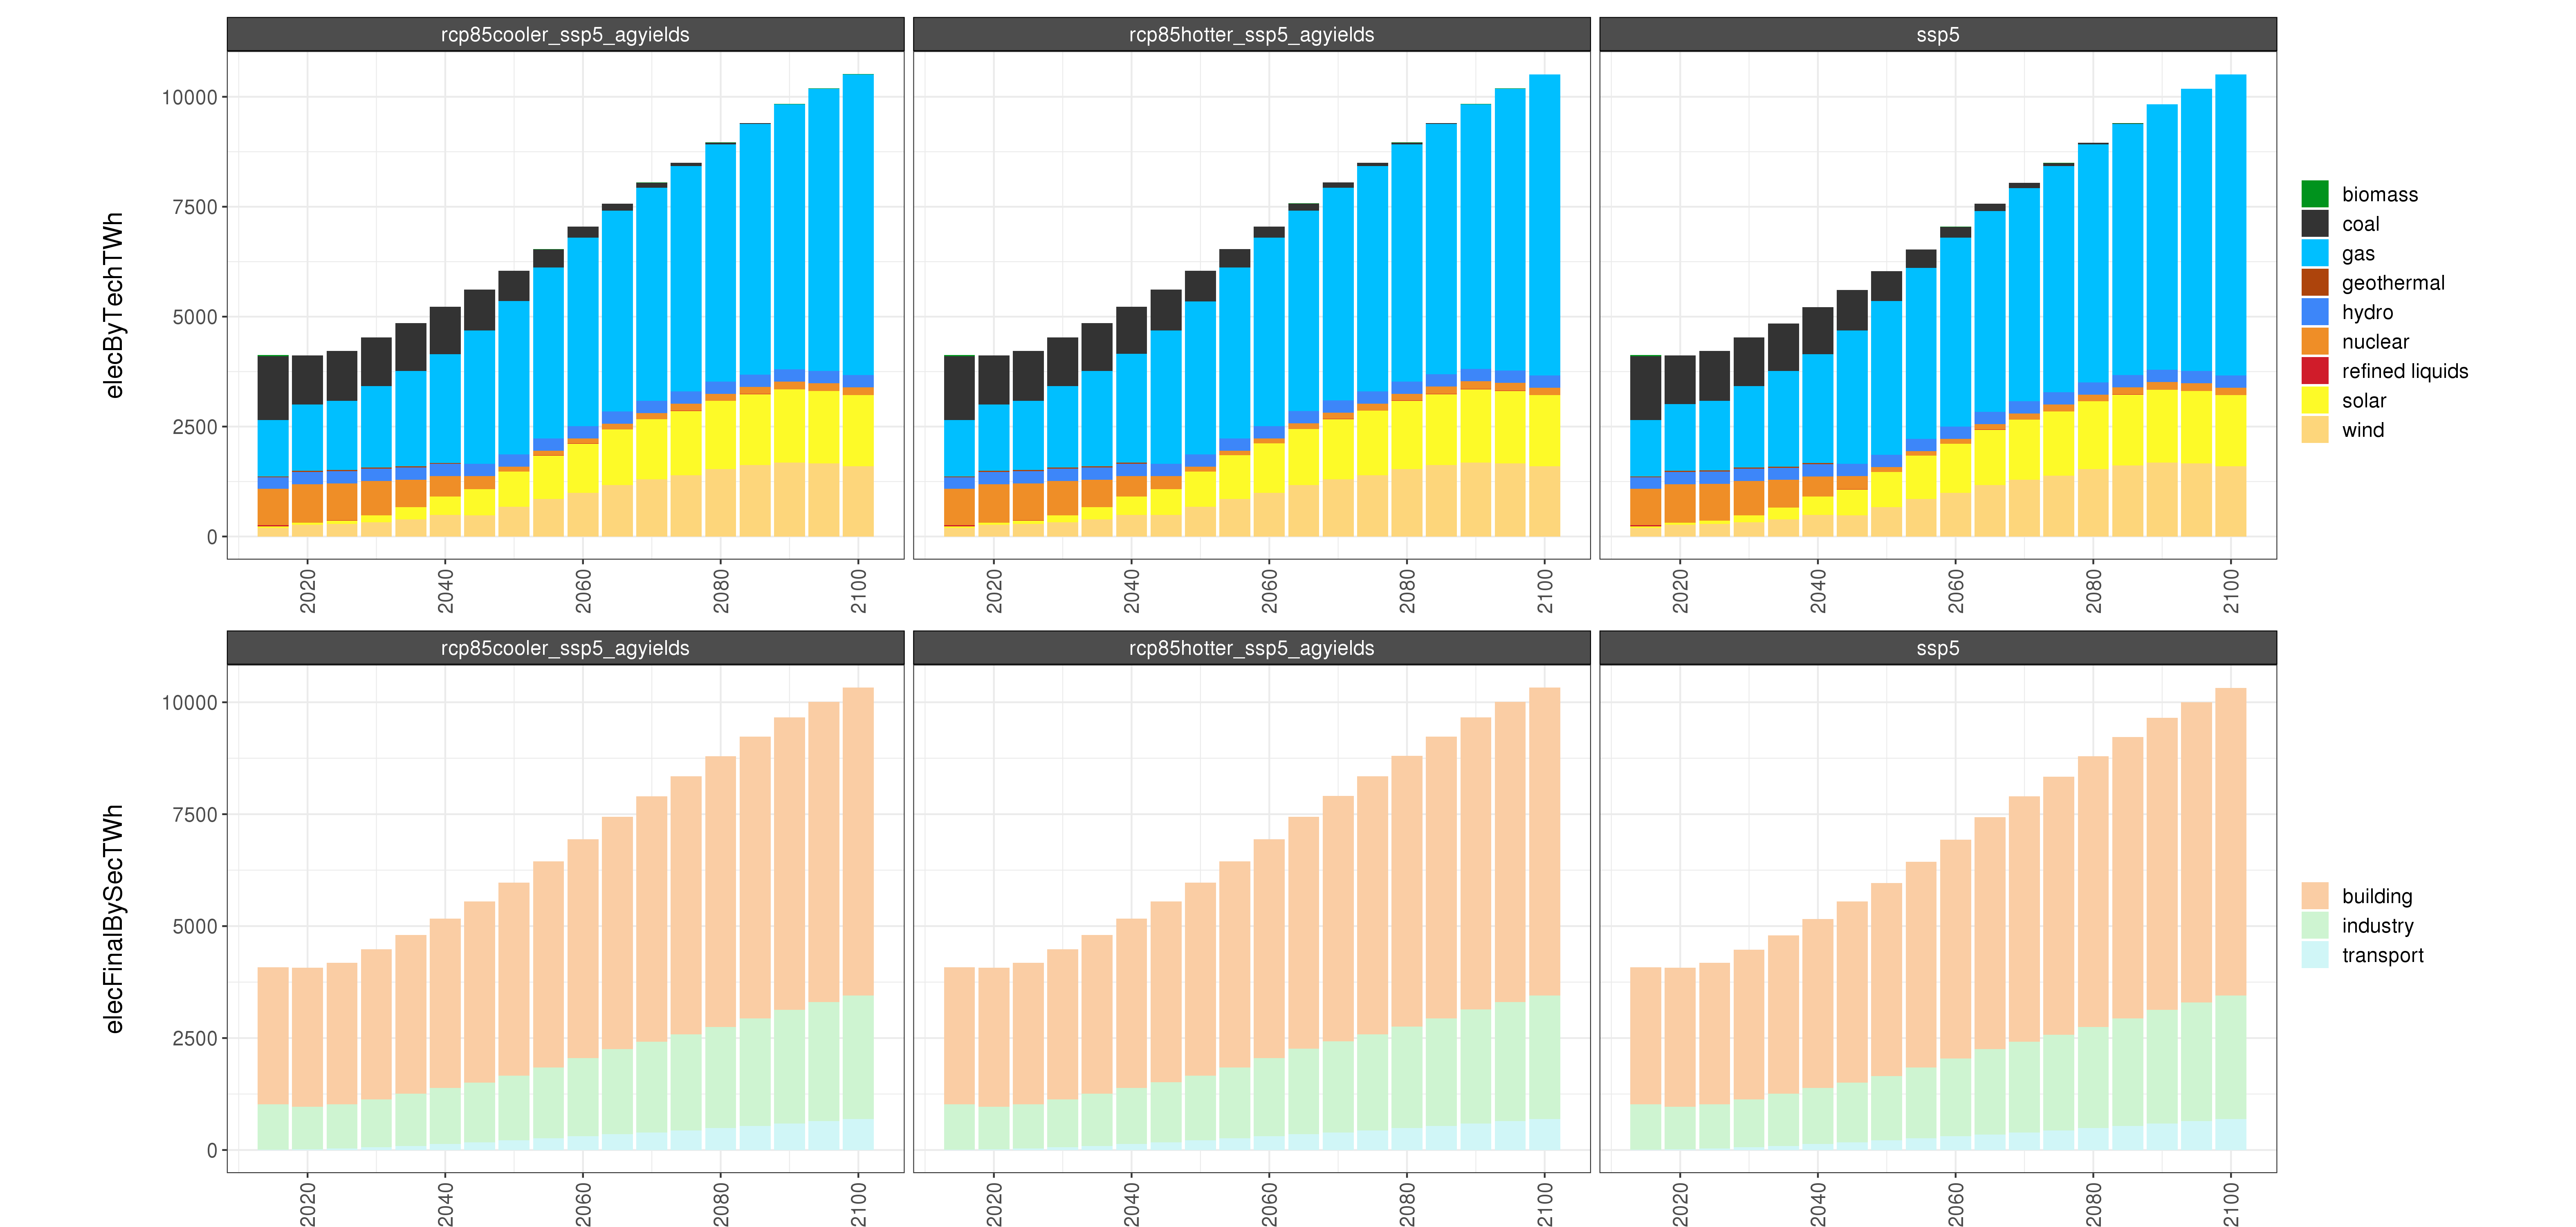 rcp85cooler_ssp5_agyields rcp85hotter_ssp5_agyields ssp5
elecByTechTWh
10000
7500
5000
2500
0
2020 2040 2060 2080 2100 2020 2040 2060 2080 2100 2020 2040 2060 2080 2100
biomass
coal
gas
geothermal
hydro
nuclear
refined liquids
solar
wind
rcp85cooler_ssp5_agyields rcp85hotter_ssp5_agyields ssp5
elecFinalBySecTWh
10000
7500
5000
2500
0
2020 2040 2060 2080 2100 2020 2040 2060 2080 2100 2020 2040 2060 2080 2100
building
industry
transport